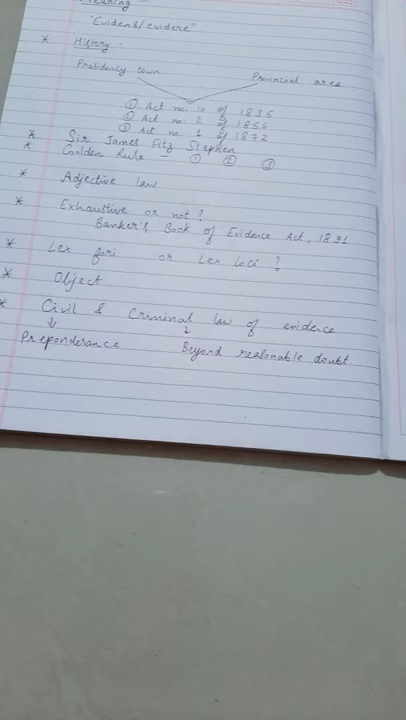 Meaning -
"Evidens/evidere"
* History -
Presidency town Provincial area
① Act no. 10 of 1835
② Act no. 2 of 1855
③ Act no. 1 of 1872
* Sir James Fitz Stephen
* Golden Rule - ① ② ③
* Adjective law
* Exhaustive or not?
Banker's Book of Evidence Act, 1891
* Lex fori or Lex Loci ?
* Object
* Civil & Criminal law of evidence
Preponderance Beyond reasonable doubt.